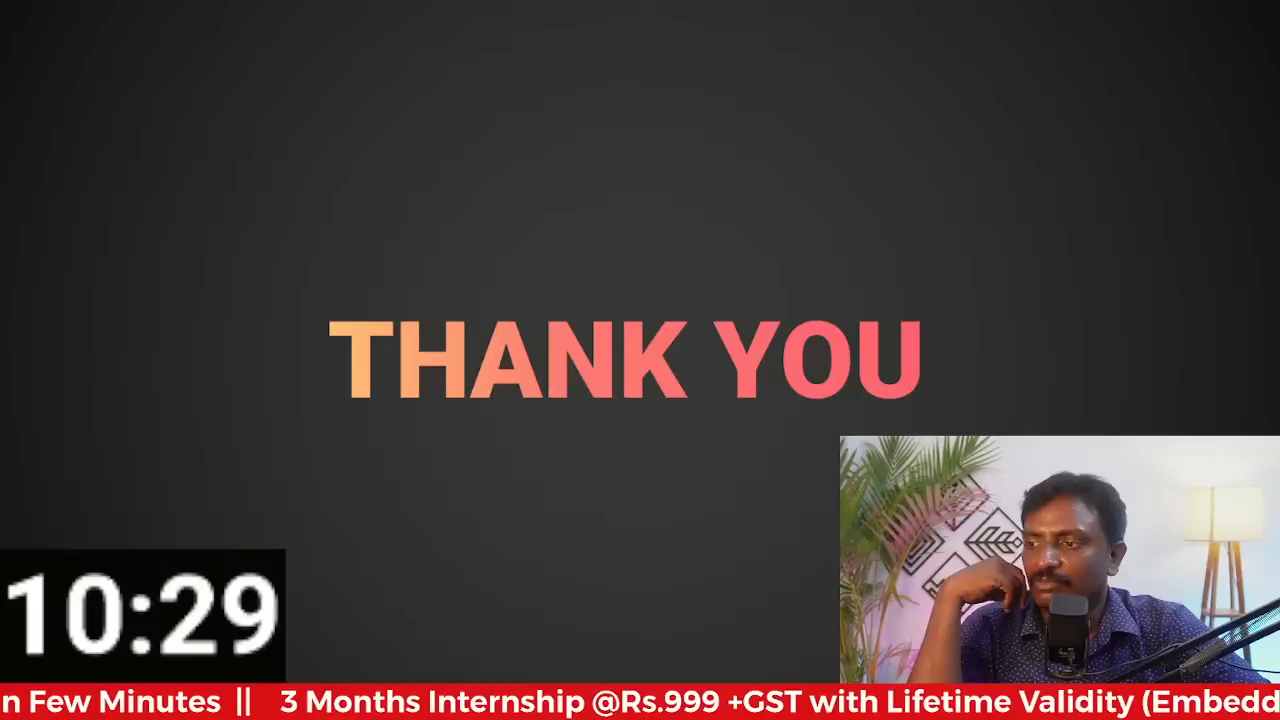 THANK YOU
10:29
n Few Minutes || 3 Months Internship @Rs.999 +GST with Lifetime Validity (Embedd